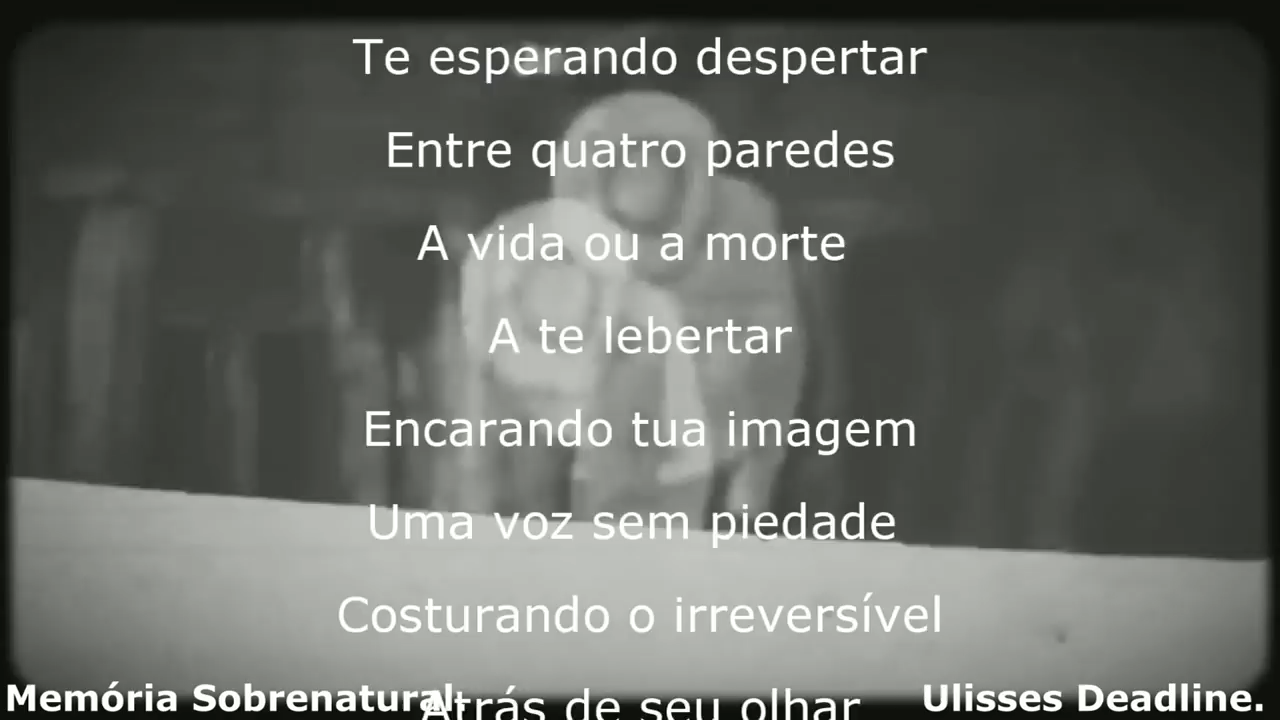 Te esperando despertar
Entre quatro paredes
A vida ou a morte
A te lebertar
Encarando tua imagem
Uma voz sem piedade
Costurando o irreversível
Atrás de seu olhar
Memória Sobrenatural.
Ulisses Deadline.